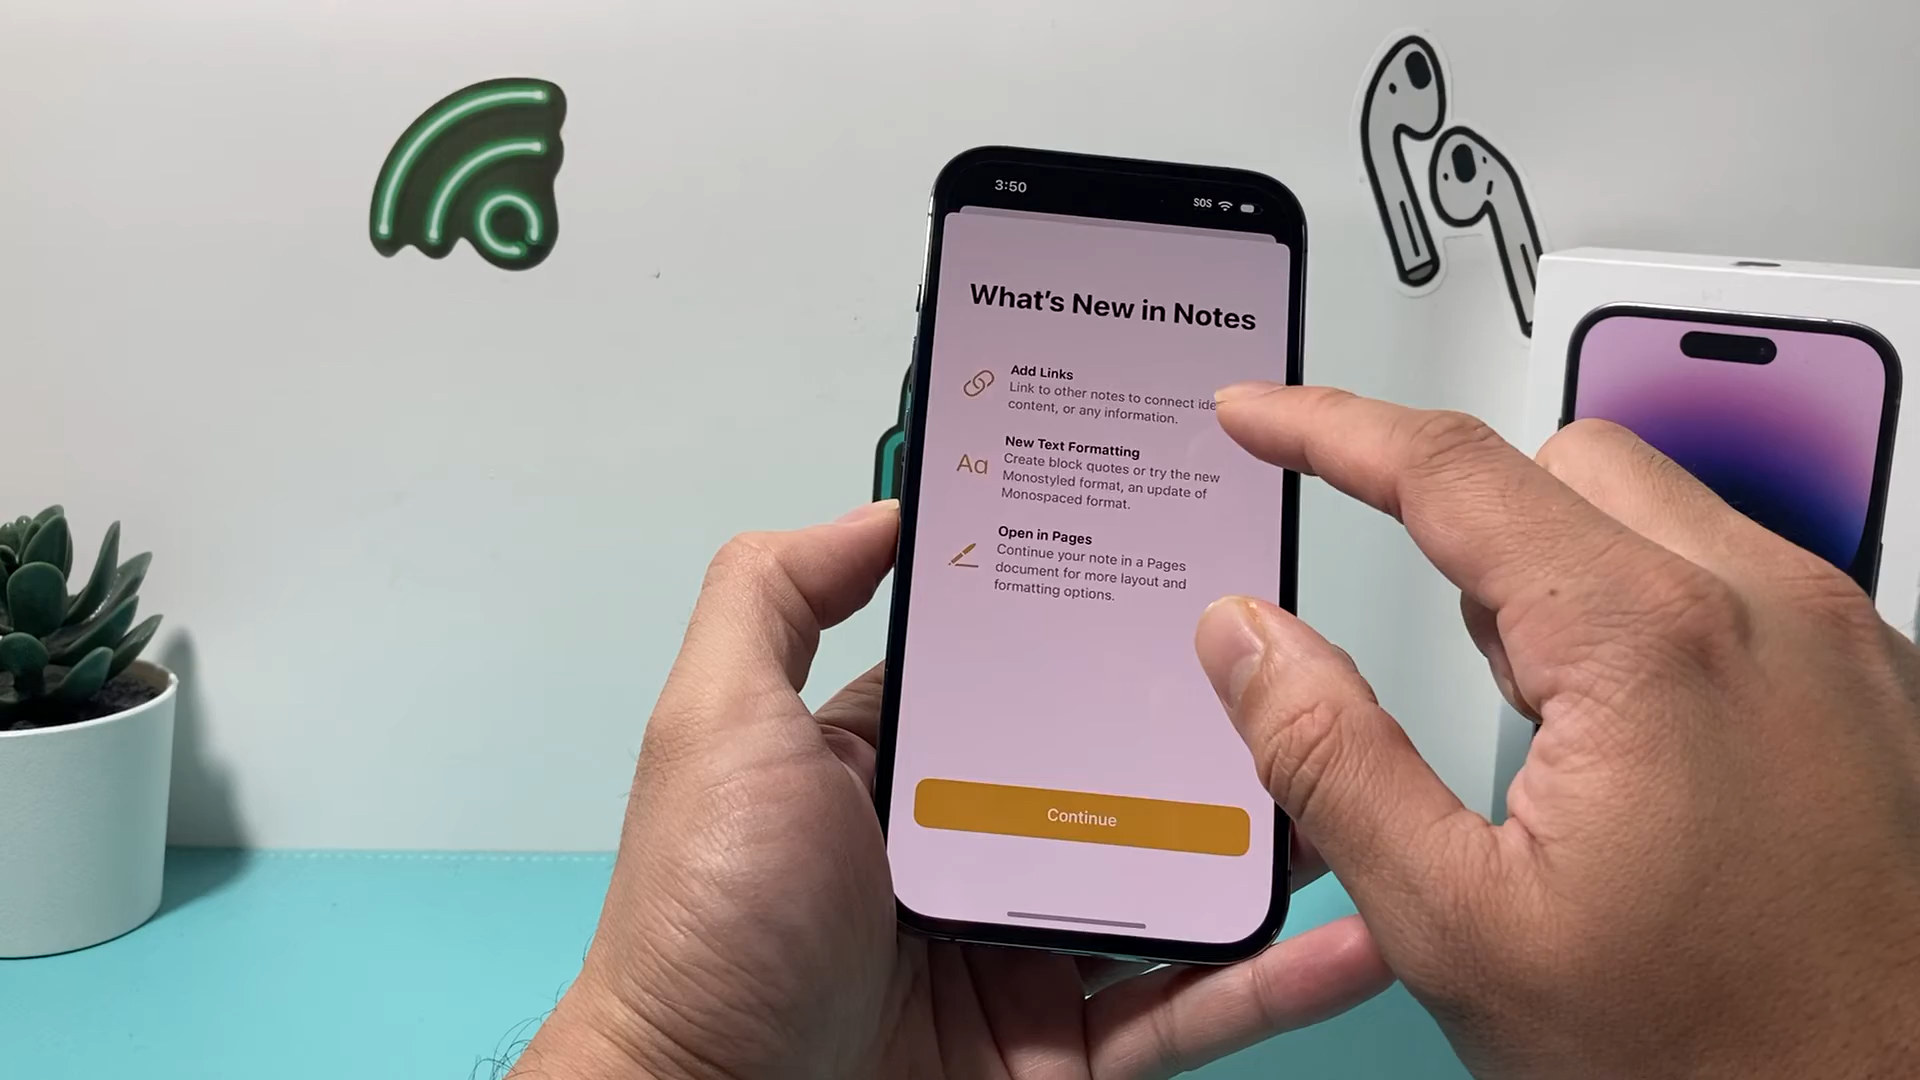 3:50
SOS
What's New in Notes
Add Links
Link to other notes to connect
content, or any information.
Aa
New Text Formatting
Create block quotes or try the new
Monostyled format, an update of
Monospaced format.
Open in Pages
Continue your note in a Pages
document for more layout and
formatting options.
Continue